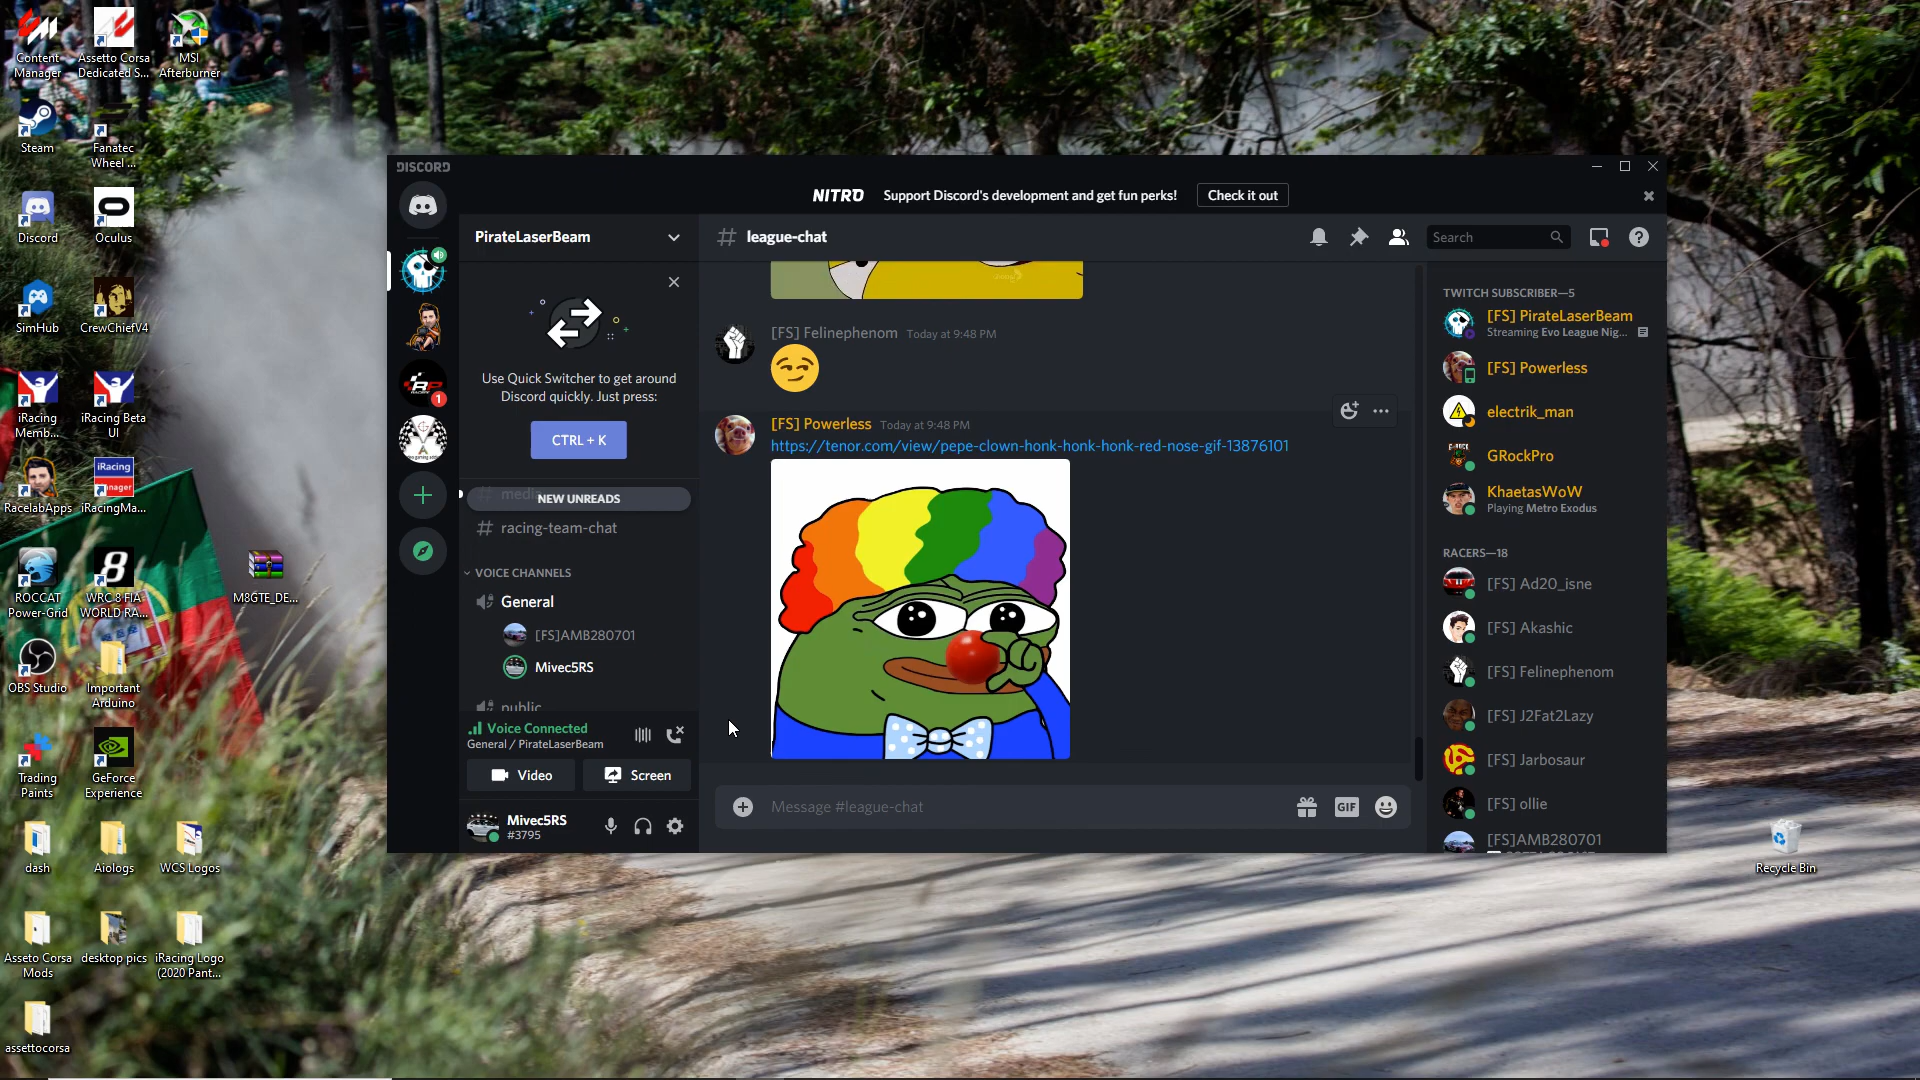 Content
Manager
Assetto Corsa
Dedicated S...
MSI
Afterburner
Steam
Fanatec
Wheel ...
Discord
Oculus
SimHub
CrewChiefV4
iRacing
Memb...
iRacing Beta
UI
RacelabApps
iRacing
iRacingMa...
ROCCAT
Power-Grid
WRC 8 FIA
WORLD RA...
M8GTE_DE...
OBS Studio
Important
Arduino
Trading
Paints
GeForce
Experience
dash
Aiologs
WCS Logos
Asseto Corsa
Mods
desktop pics
iRacing Logo
(2020 Pant...
assettocorsa
Recycle Bin
DISCORD
NITRO
Support Discord's development and get fun perks!
Check it out
PirateLaserBeam
# league-chat
Search
Use Quick Switcher to get around
Discord quickly. Just press:
CTRL + K
NEW UNREADS
# racing-team-chat
VOICE CHANNELS
General
[FS]AMB280701
Mivec5RS
public
Voice Connected
General / PirateLaserBeam
Video
Screen
Mivec5RS
#3795
1
[FS] Felinephenom Today at 9:48 PM
[FS] Powerless Today at 9:48 PM
https://tenor.com/view/pepe-clown-honk-honk-honk-red-nose-gif-13876101
Message #league-chat
GIF
TWITCH SUBSCRIBER—5
[FS] PirateLaserBeam
Streaming Evo League Nig...
[FS] Powerless
electrik_man
GRockPro
KhaetasWoW
Playing Metro Exodus
RACERS—18
[FS] Ad20_isne
[FS] Akashic
[FS] Felinephenom
[FS] J2Fat2Lazy
[FS] Jarbosaur
[FS] ollie
[FS]AMB280701